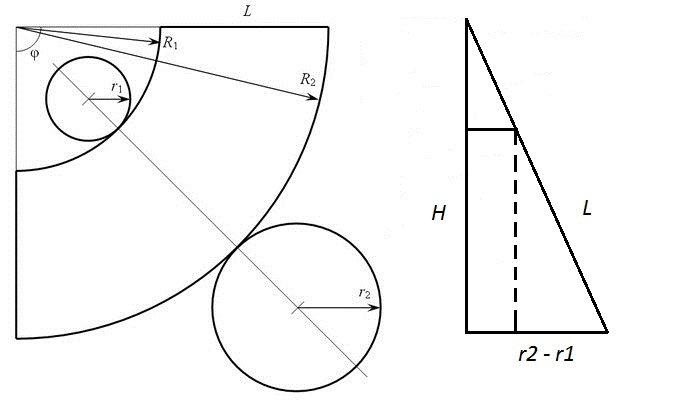 L
R₁
φ
R₂
r₁
r₂
H
L
r2 - r1